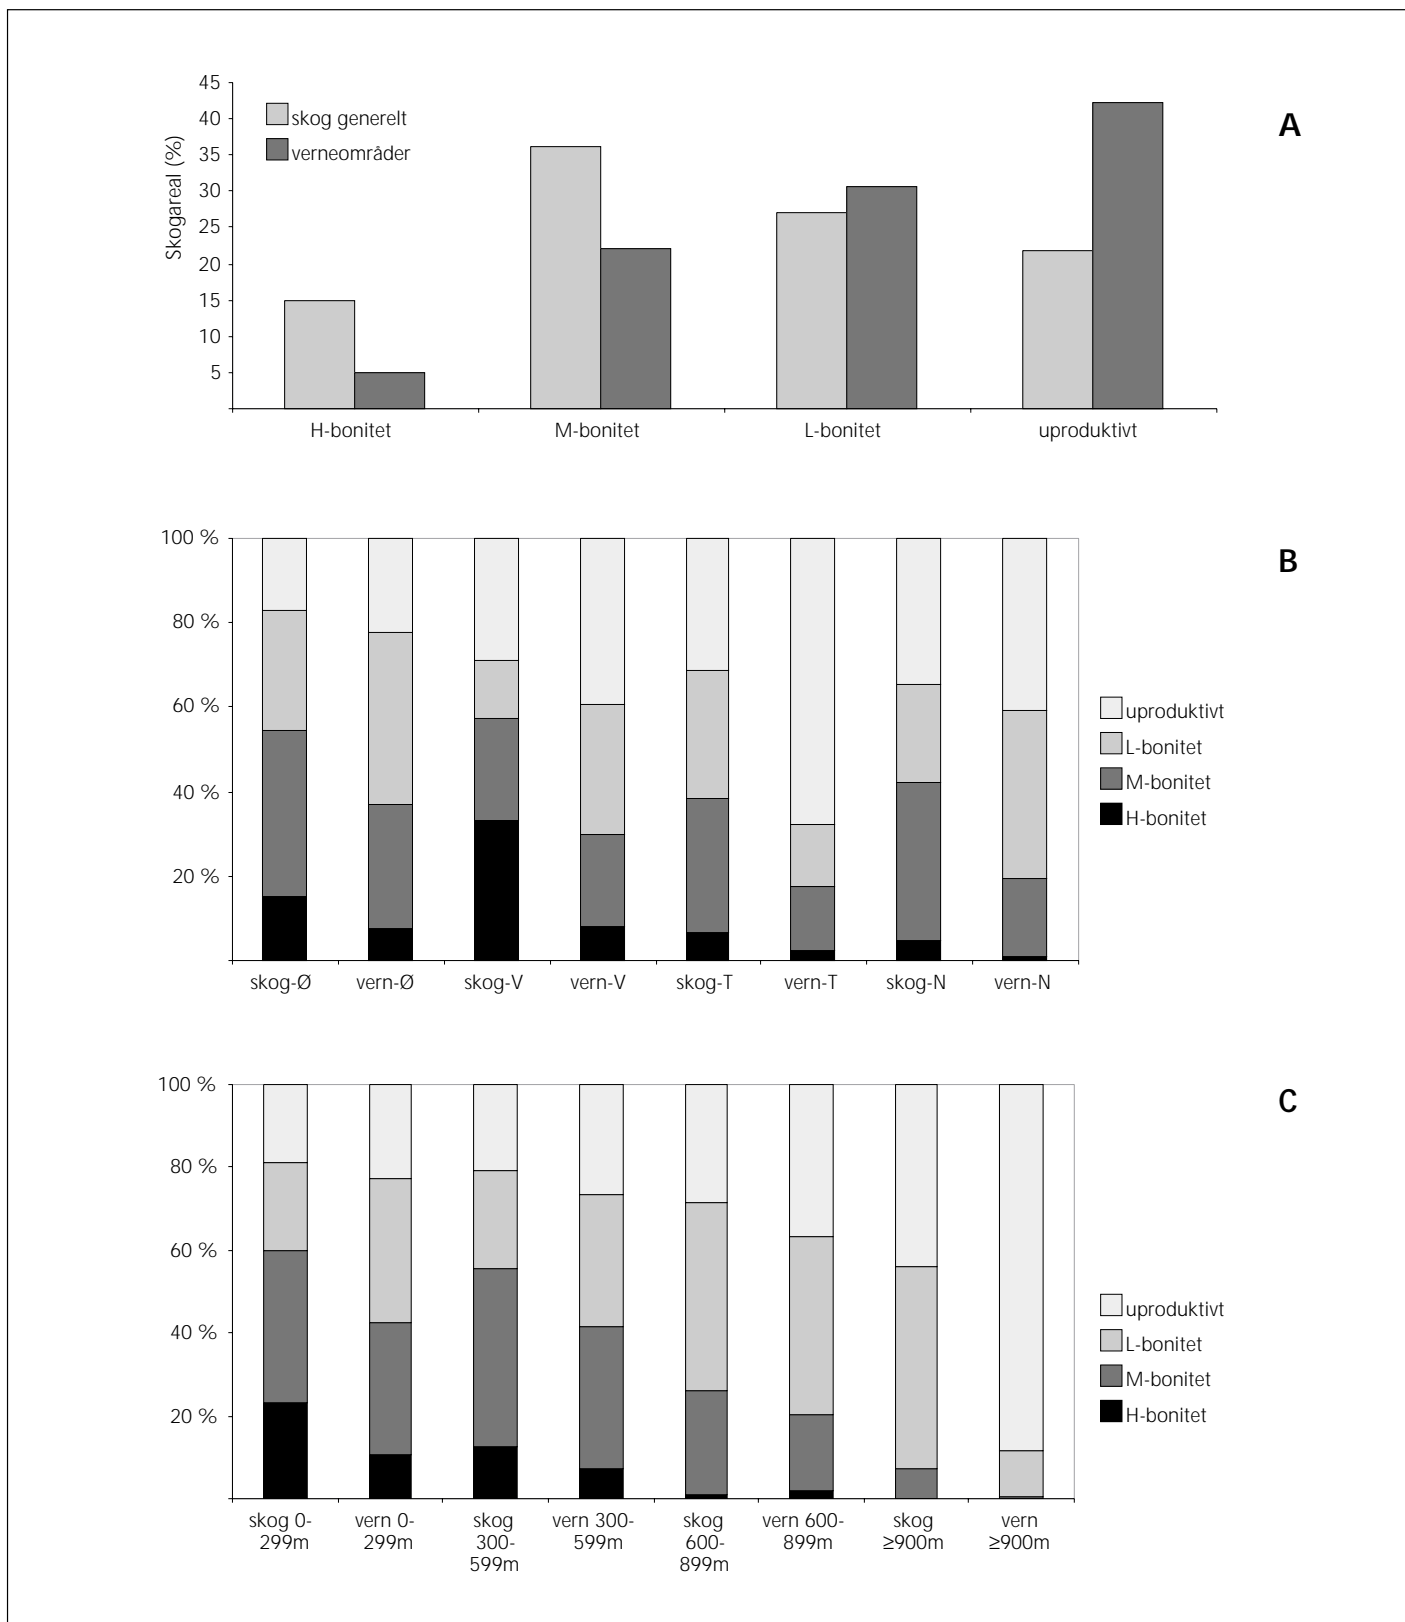 A
Skogareal (%)
45
40
35
30
25
20
15
10
5
skog generelt
verneområder
H-bonitet M-bonitet L-bonitet uproduktivt
B
100 %
80 %
60 %
40 %
20 %
uproduktivt
L-bonitet
M-bonitet
H-bonitet
skog-Ø vern-Ø skog-V vern-V skog-T vern-T skog-N vern-N
C
100 %
80 %
60 %
40 %
20 %
uproduktivt
L-bonitet
M-bonitet
H-bonitet
skog 0- vern 0- skog vern 300- skog vern 600- skog vern
299m 299m 300- 599m 600- 899m ≥900m ≥900m
599m 899m